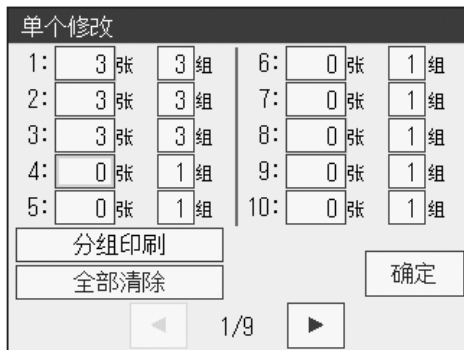 单个修改
1: 3 张 3 组 6: 0 张 1 组
2: 3 张 3 组 7: 0 张 1 组
3: 3 张 3 组 8: 0 张 1 组
4: 0 张 1 组 9: 0 张 1 组
5: 0 张 1 组 10: 0 张 1 组
分组印刷
全部清除
确定
◀ 1/9 ▶